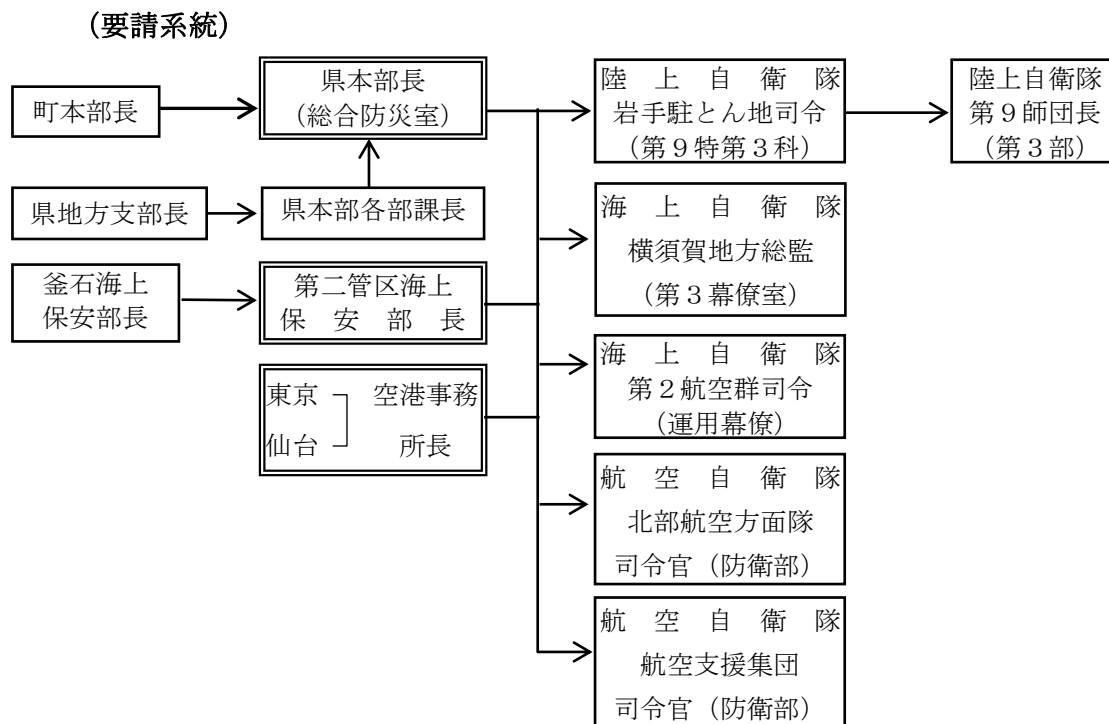 （要請系統）
町本部長
県本部長
（総合防災室）
陸上自衛隊
岩手駐とん地司令
（第９特第３科）
陸上自衛隊
第９師団長
（第３部）
県地方支部長
県本部各部課長
海上自衛隊
横須賀地方総監
（第３幕僚室）
釜石海上
保安部長
第二管区海上
保安部長
海上自衛隊
第２航空群司令
（運用幕僚）
東京 空港事務
仙台 所長
航空自衛隊
北部航空方面隊
司令官（防衛部）
航空自衛隊
航空支援集団
司令官（防衛部）